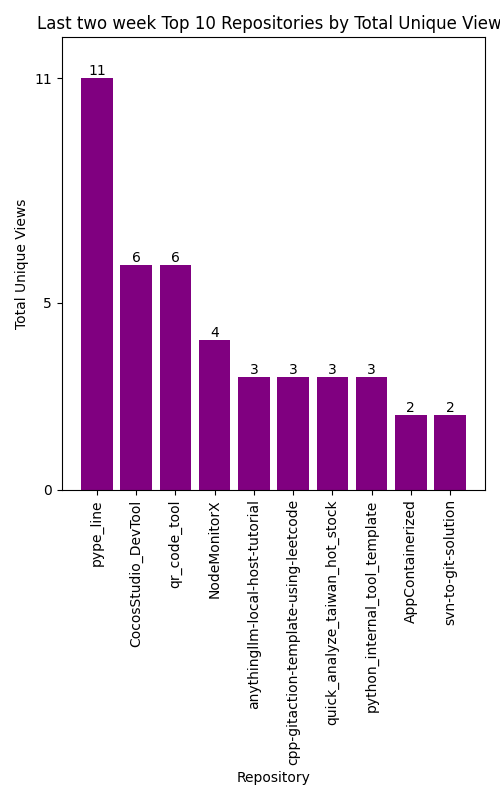 Last two week Top 10 Repositories by Total Unique View
11
11
6
6
4
3
3
3
3
2
2
5
0
Total Unique Views
pype_line
CocosStudio_DevTool
qr_code_tool
NodeMonitorX
anythingllm-local-host-tutorial
cpp-gitaction-template-using-leetcode
quick_analyze_taiwan_hot_stock
python_internal_tool_template
AppContainerized
svn-to-git-solution
Repository